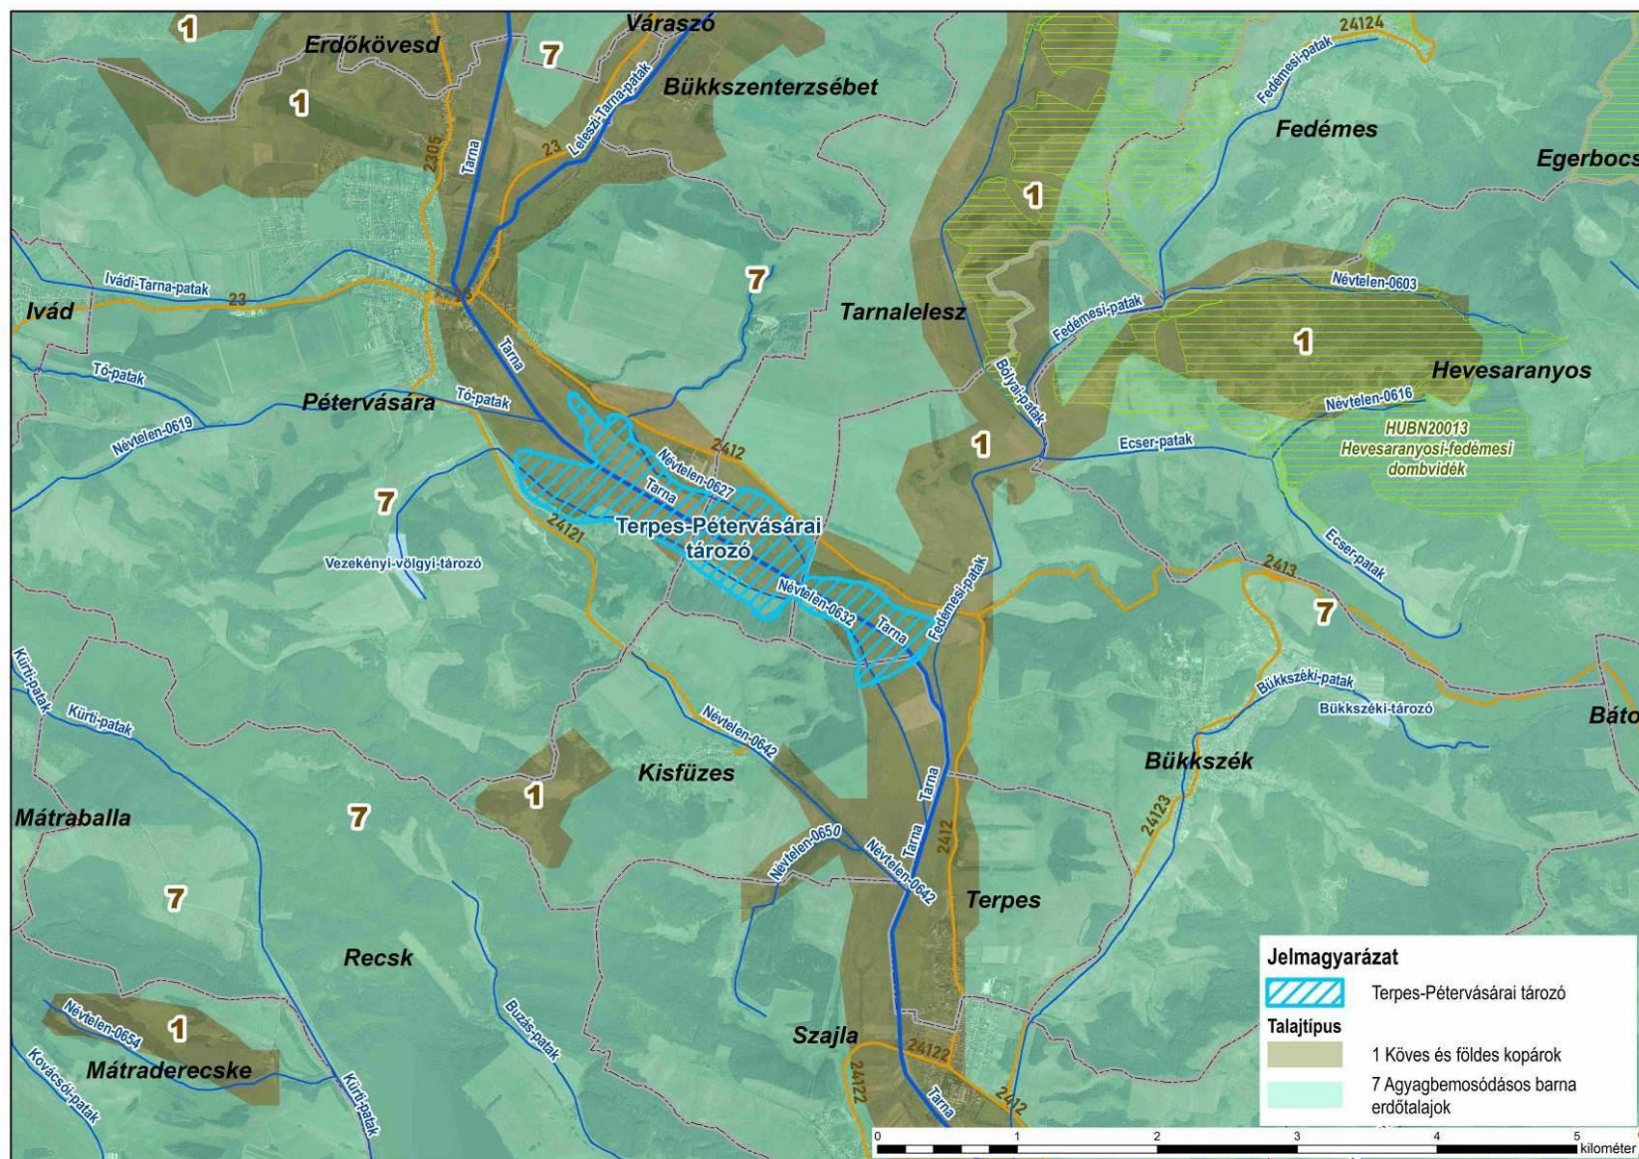 Váraszó
24124
1
Erdőkövesd
7
Fedémesi-patak
Bükkszenterzsébet
1
Leleszi-Tarna-patak
Fedémes
2305
Tarna
23
Egerbocs
1
Ivádi-Tarna-patak
7
Névtelen-0603
23
23
Ivád
Tarnalelesz
Fedémesi-patak
1
Tarna
Tó-patak
Hevesaranyos
Bolyai-patak
Pétervására
Tó-patak
Névtelen-0616
Névtelen-0619
2412
1
Ecser-patak
HUBN20013
Hevesaranyosi-fedémesi
dombvidék
Névtelen-0627
Tarna
7
24121
Terpes-Pétervásárai
tározó
Vezekényi-völgyi-tározó
Ecser-patak
2413
Névtelen-0632
Fedémesi-patak
7
Tarna
Kürti-patak
Bükkszéki-patak
Kürti-patak
Névtelen-0642
Bükkszéki-tározó
Báto
Bükkszék
Kisfüzes
1
Tarna
Mátraballa
7
24123
2412
Névtelen-0650
Tarna
Névtelen-0642
7
Terpes
Recsk
Névtelen-0654
1
Buzás-patak
Szajla
Mátraderecske
24122
Kovácsói-patak
Kürti-patak
24122
2412
Tarna
Jelmagyarázat
Terpes-Pétervásárai tározó
Talajtípus
1 Köves és földes kopárok
7 Agyagbemosódásos barna
erdőtalajok
0 1 2 3 4 5
kilométer